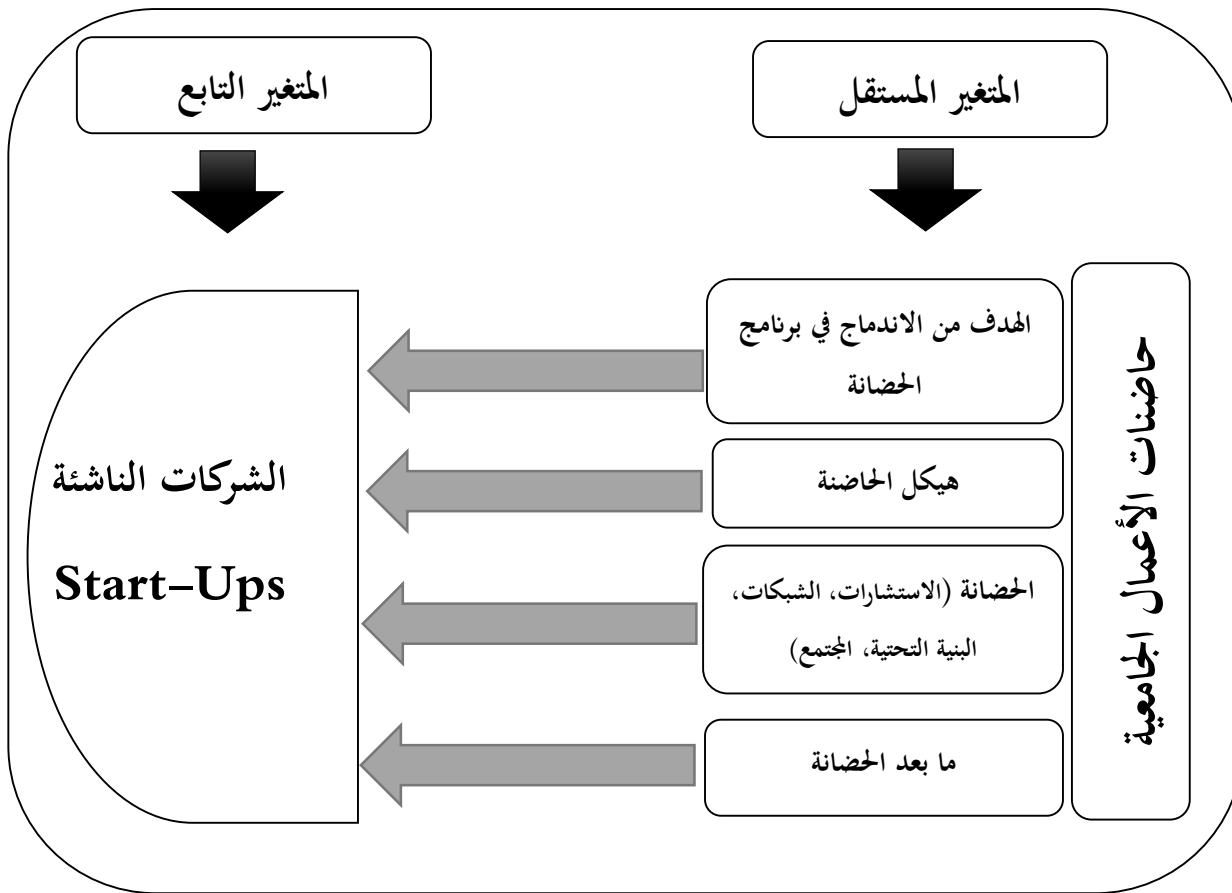 المتغير المستقل
المتغير التابع
حاضنات الأعمال الجامعية
الهدف من الاندماج في برنامج
الحضانة
هيكل الحاضنة
الحضانة (الاستشارات، الشبكات،
البنية التحتية، المجتمع)
ما بعد الحضانة
الشركات الناشئة
Start-Ups